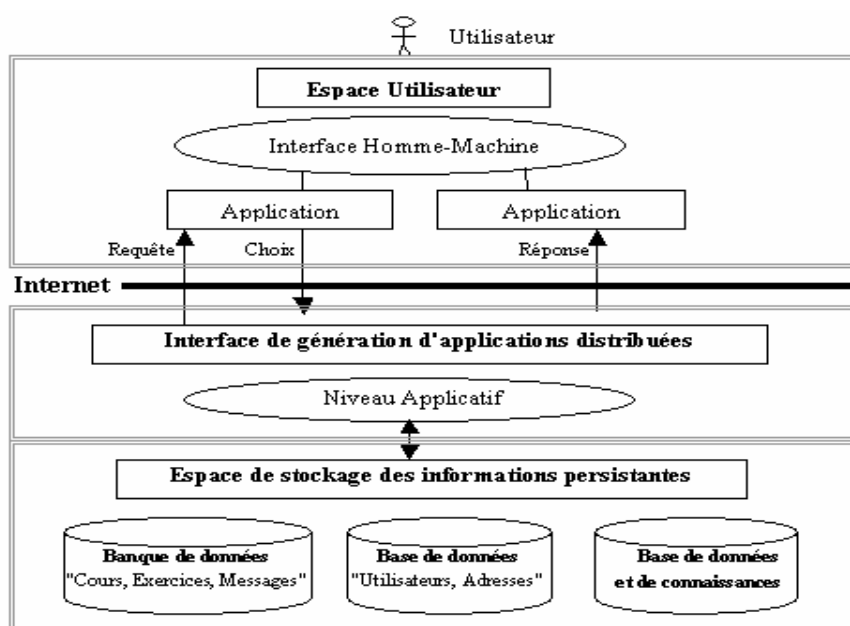 Utilisateur
Espace Utilisateur
Interface Homme-Machine
Application
Application
Requête
Choix
Réponse
Internet
Interface de génération d'applications distribuées
Niveau Applicatif
Espace de stockage des informations persistantes
Banque de données
"Cours, Exercices, Messages"
Base de données
"Utilisateurs, Adresses"
Base de données
et de connaissances